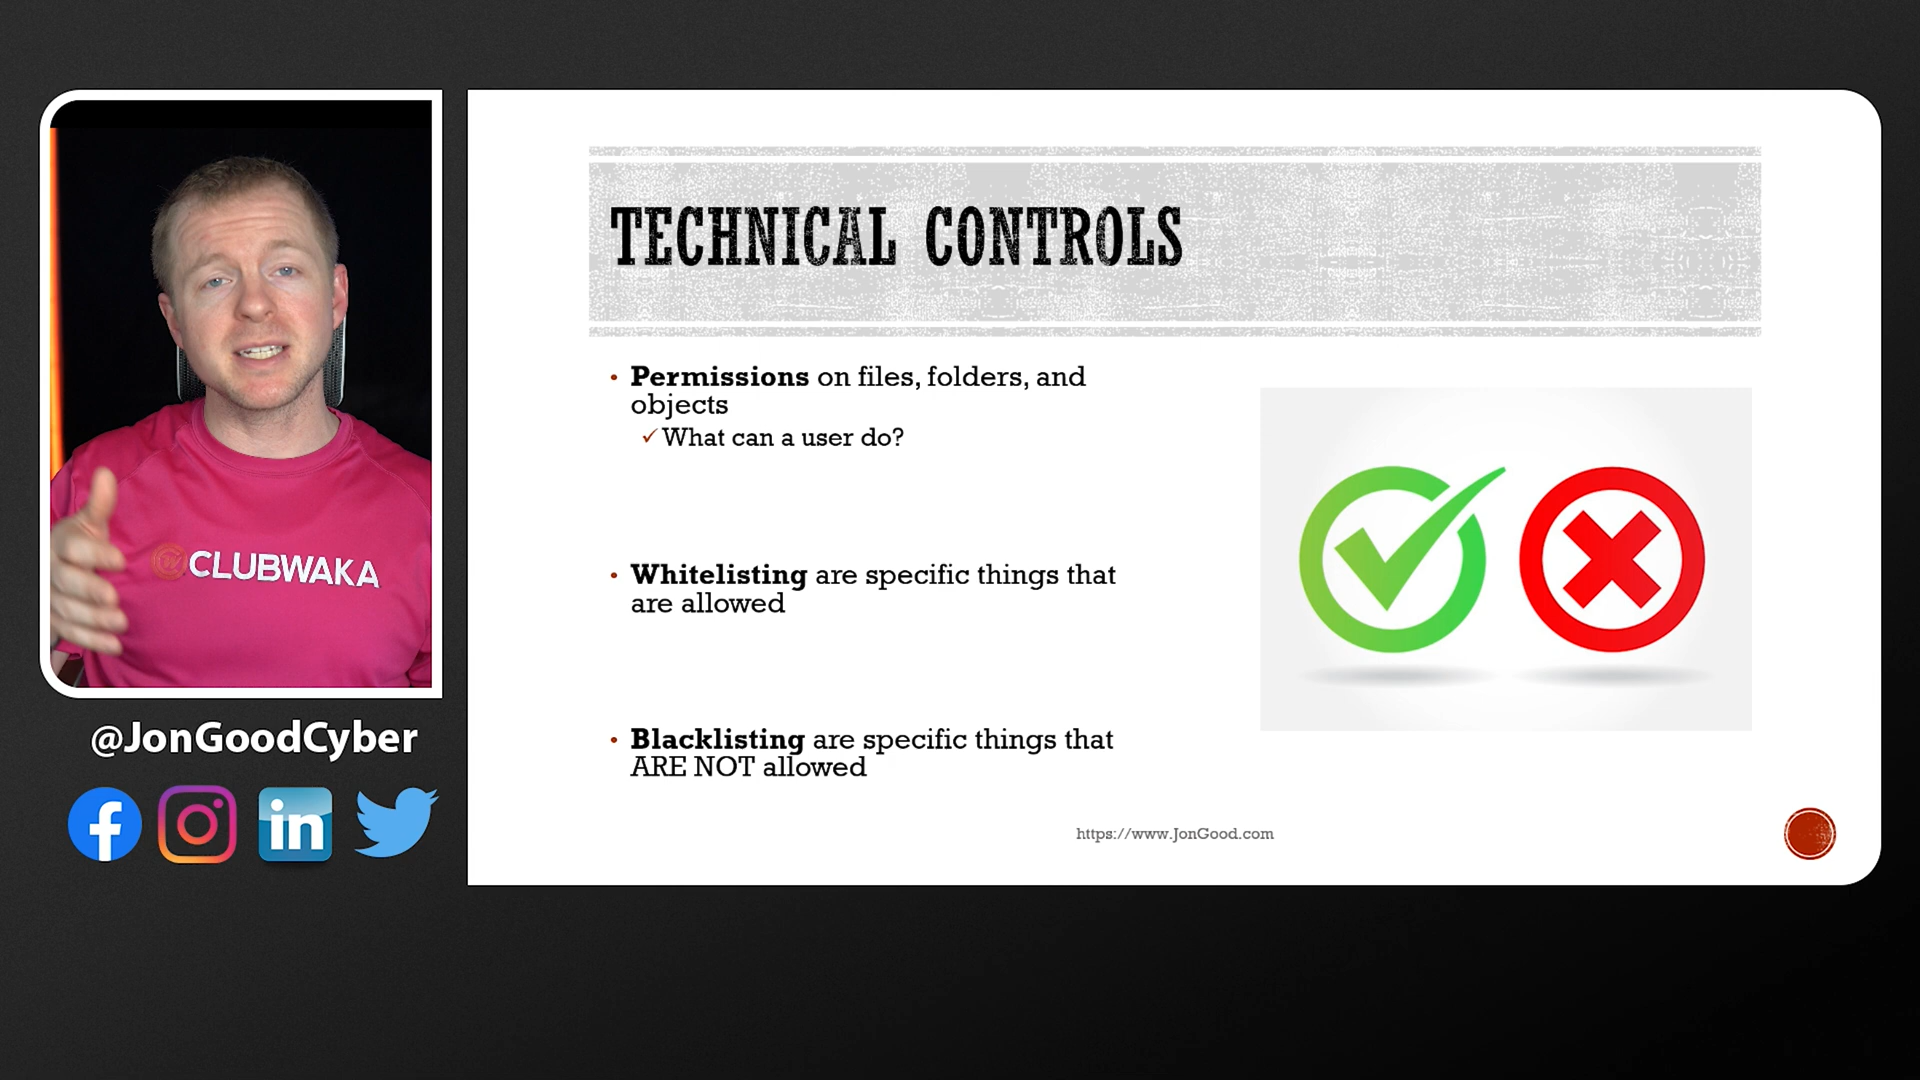 CLUBWAKA
@JonGoodCyber
f
in
TECHNICAL CONTROLS
• Permissions on files, folders, and
objects
✓ What can a user do?
• Whitelisting are specific things that
are allowed
• Blacklisting are specific things that
ARE NOT allowed
https://www.JonGood.com